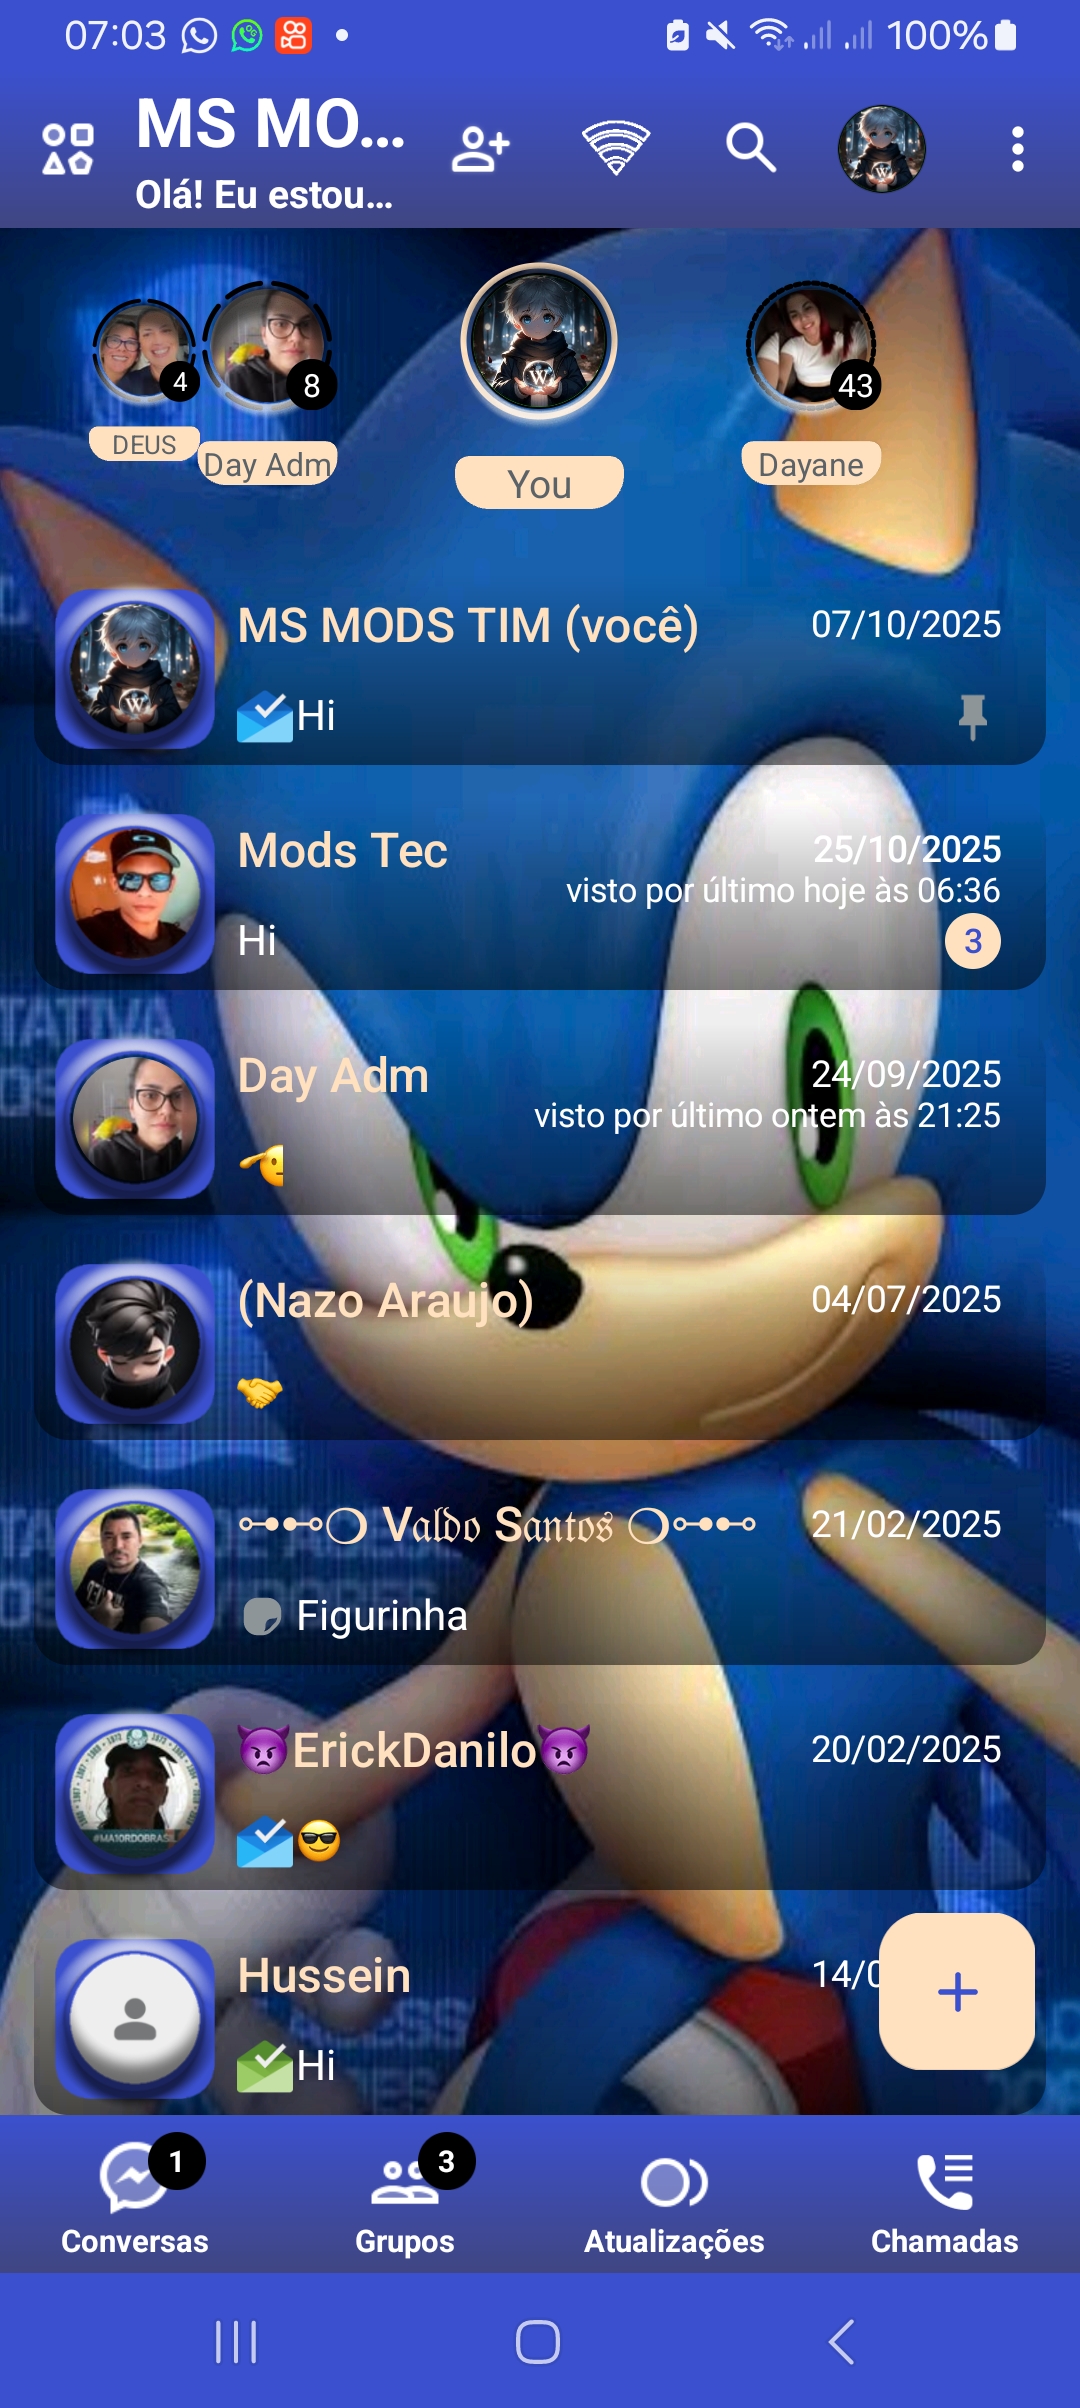 07:03
100%
MS MO...
Olá! Eu estou...
4
8
43
DEUS
Day Adm
You
Dayane
MS MODS TIM (você)
07/10/2025
Hi
Mods Tec
25/10/2025
visto por último hoje às 06:36
Hi
3
Day Adm
24/09/2025
visto por último ontem às 21:25
(Nazo Araujo)
04/07/2025
🤝
⊶●⊷❍ V𝔞𝔩𝔡𝔬 S𝔞𝔫𝔱𝔬𝔰 ❍⊶●⊷
21/02/2025
Figurinha
👿ErickDanilo👿
20/02/2025
😎
#MA10RDOBRASIL
Hussein
14/0
Hi
+
1
3
Conversas
Grupos
Atualizações
Chamadas